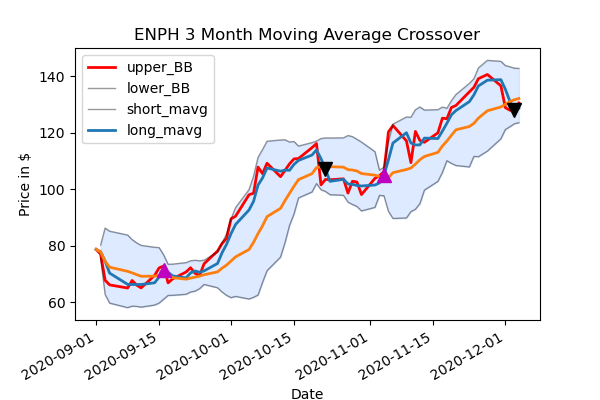 ENPH 3 Month Moving Average Crossover
upper_BB
lower_BB
short_mavg
long_mavg
Price in $
140
120
100
80
60
2020-09-01
2020-09-15
2020-10-01
2020-10-15
2020-11-01
2020-11-15
2020-12-01
Date